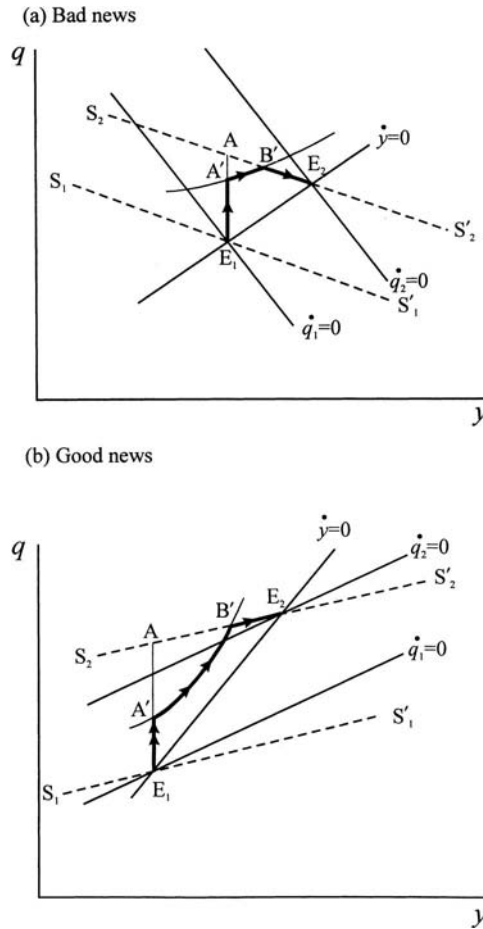 (a) Bad news
q
S₂
A
ẏ=0
B′
E₂
S₁
A′
S′₂
E₁
q̇₂=0
S′₁
q̇₁=0
y
(b) Good news
ẏ=0
q
q̇₂=0
B′
E₂
S′₂
A
S₂
q̇₁=0
A′
S′₁
S₁
E₁
y